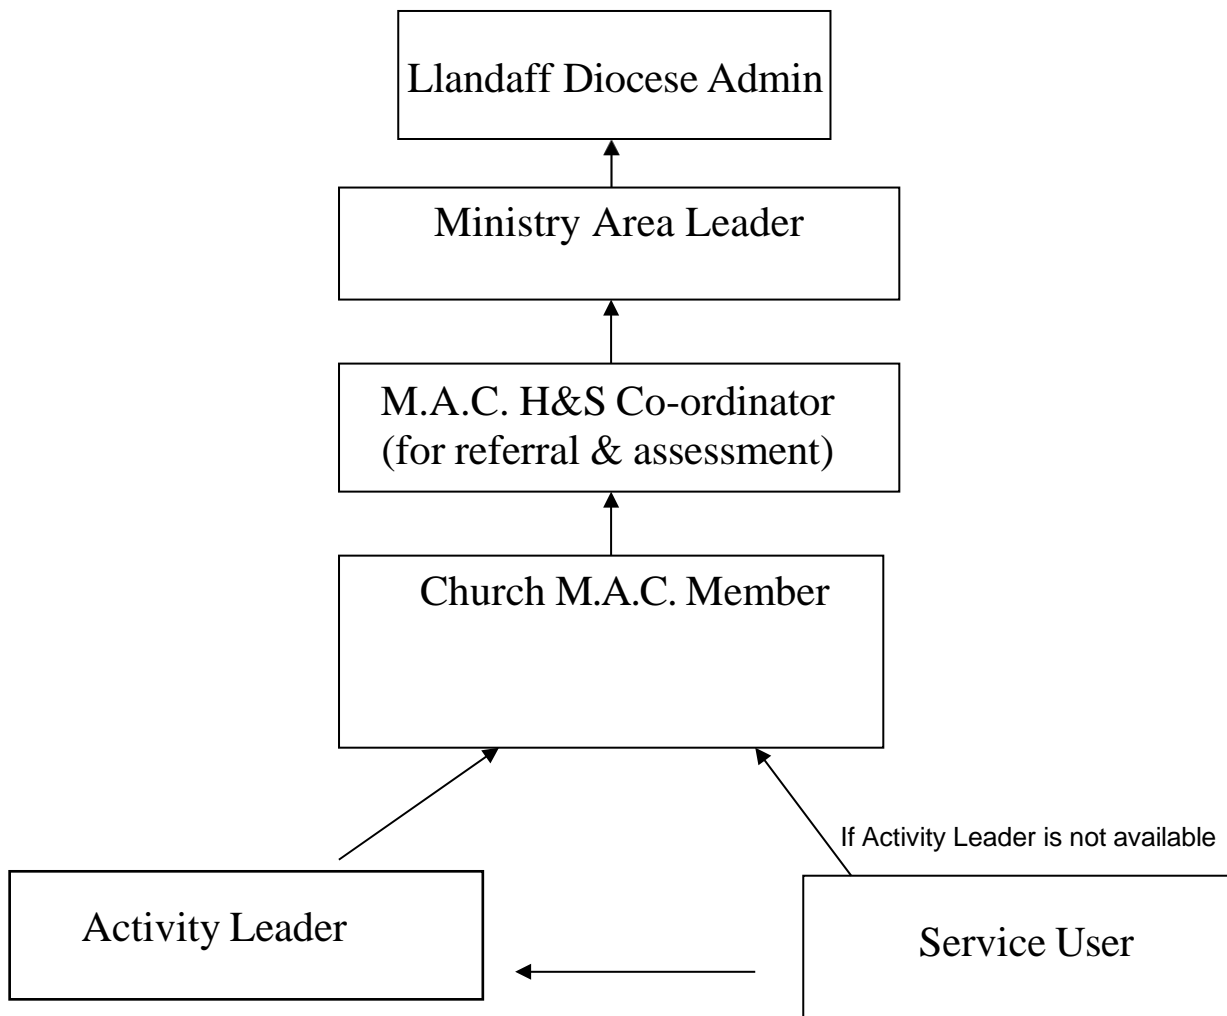 Llandaff Diocese Admin
Ministry Area Leader
M.A.C. H&S Co-ordinator
(for referral & assessment)
Church M.A.C. Member
If Activity Leader is not available
Activity Leader
Service User